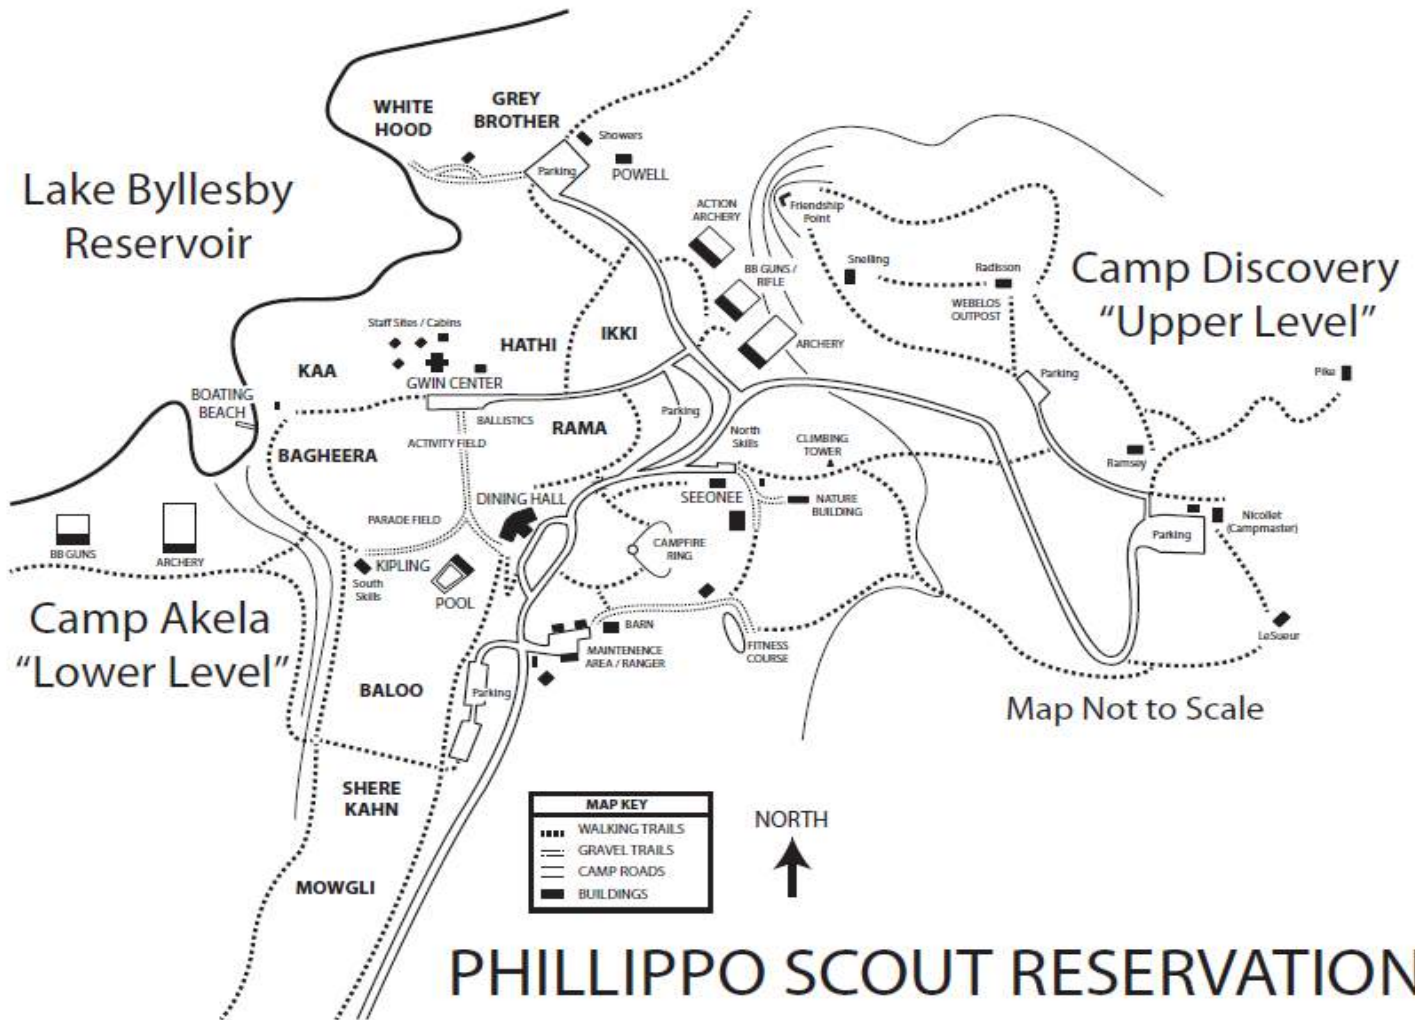 WHITE
HOOD
GREY
BROTHER
Showers
Parking
POWELL
Lake Byllesby
Reservoir
ACTION
ARCHERY
Friendship
Point
BB GUNS /
RIFLE
Snelling
Radisson
WEBELOS
OUTPOST
Camp Discovery
“Upper Level”
Staff Sites / Cabins
HATHI
IKKI
ARCHERY
KAA
GWIN CENTER
Parking
Pike
BOATING
BEACH
BALLISTICS
ACTIVITY FIELD
RAMA
Parking
North
Skills
CLIMBING
TOWER
BAGHEERA
Ramsey
DINING HALL
SEEONEE
NATURE
BUILDING
PARADE FIELD
CAMPFIRE
RING
Nicollet
(Campmaster)
Parking
BB GUNS
ARCHERY
KIPLING
South
Skills
POOL
Camp Akela
“Lower Level”
BARN
MAINTENENCE
AREA / RANGER
FITNESS
COURSE
LeSueur
BALOO
Parking
Map Not to Scale
SHERE
KAHN
MAP KEY
WALKING TRAILS
GRAVEL TRAILS
CAMP ROADS
BUILDINGS
NORTH
MOWGLI
PHILLIPPO SCOUT RESERVATION